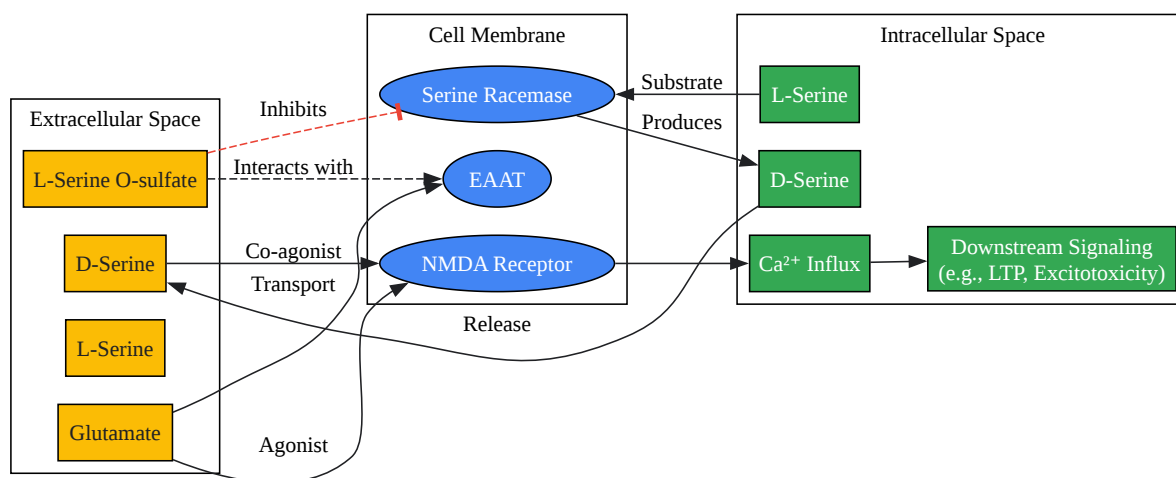 Extracellular Space
L-Serine O-sulfate
D-Serine
L-Serine
Glutamate
Inhibits
Interacts with
Co-agonist
Transport
Agonist
Cell Membrane
Serine Racemase
EAAT
NMDA Receptor
Release
Substrate
Produces
Intracellular Space
L-Serine
D-Serine
Ca²⁺ Influx
Downstream Signaling
(e.g., LTP, Excitotoxicity)